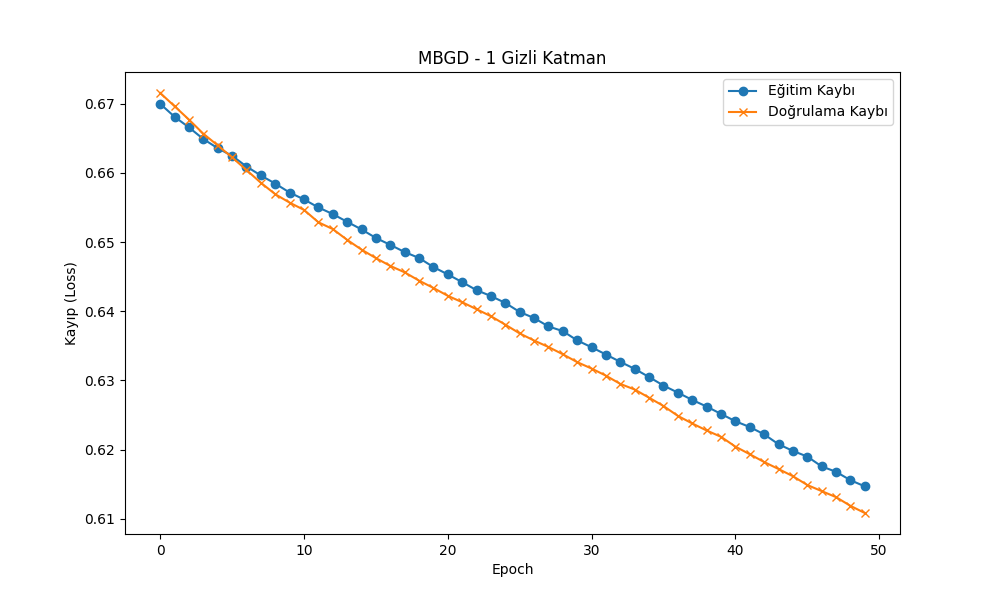 MBGD - 1 Gizli Katman
Eğitim Kaybı
Doğrulama Kaybı
0.67
0.66
0.65
0.64
0.63
0.62
0.61
Kayıp (Loss)
0 10 20 30 40 50
Epoch